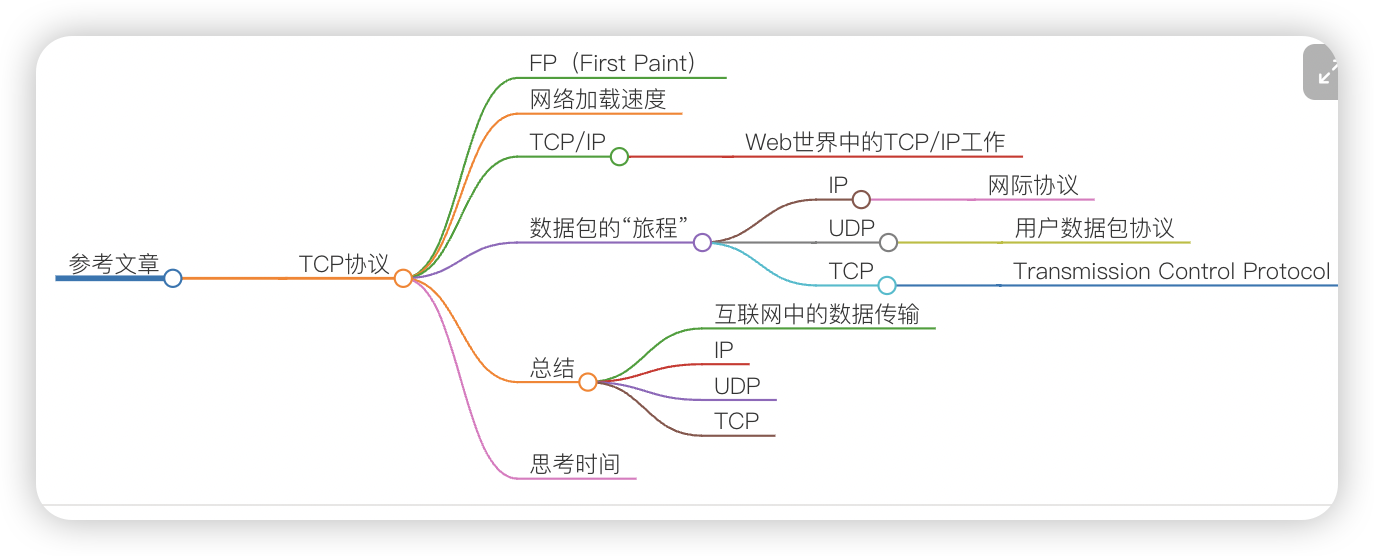 FP（First Paint）
网络加载速度
TCP/IP
Web世界中的TCP/IP工作
IP
网际协议
数据包的“旅程”
UDP
用户数据包协议
参考文章
TCP协议
TCP
Transmission Control Protocol
互联网中的数据传输
总结
IP
UDP
TCP
思考时间